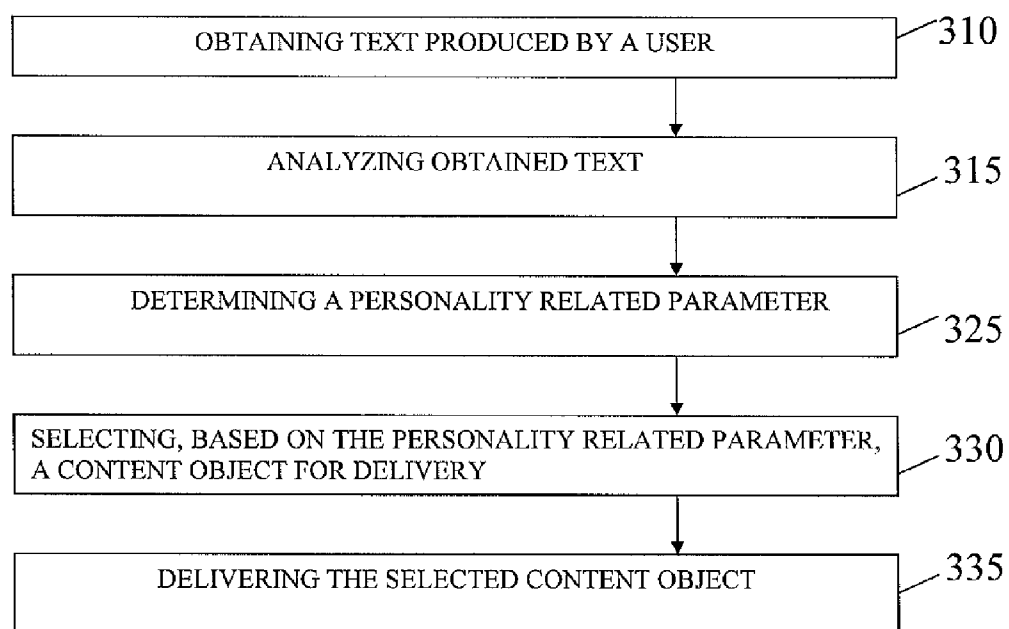 OBTAINING TEXT PRODUCED BY A USER
310
ANALYZING OBTAINED TEXT
315
DETERMINING A PERSONALITY RELATED PARAMETER
325
SELECTING, BASED ON THE PERSONALITY RELATED PARAMETER,
A CONTENT OBJECT FOR DELIVERY
330
DELIVERING THE SELECTED CONTENT OBJECT
335